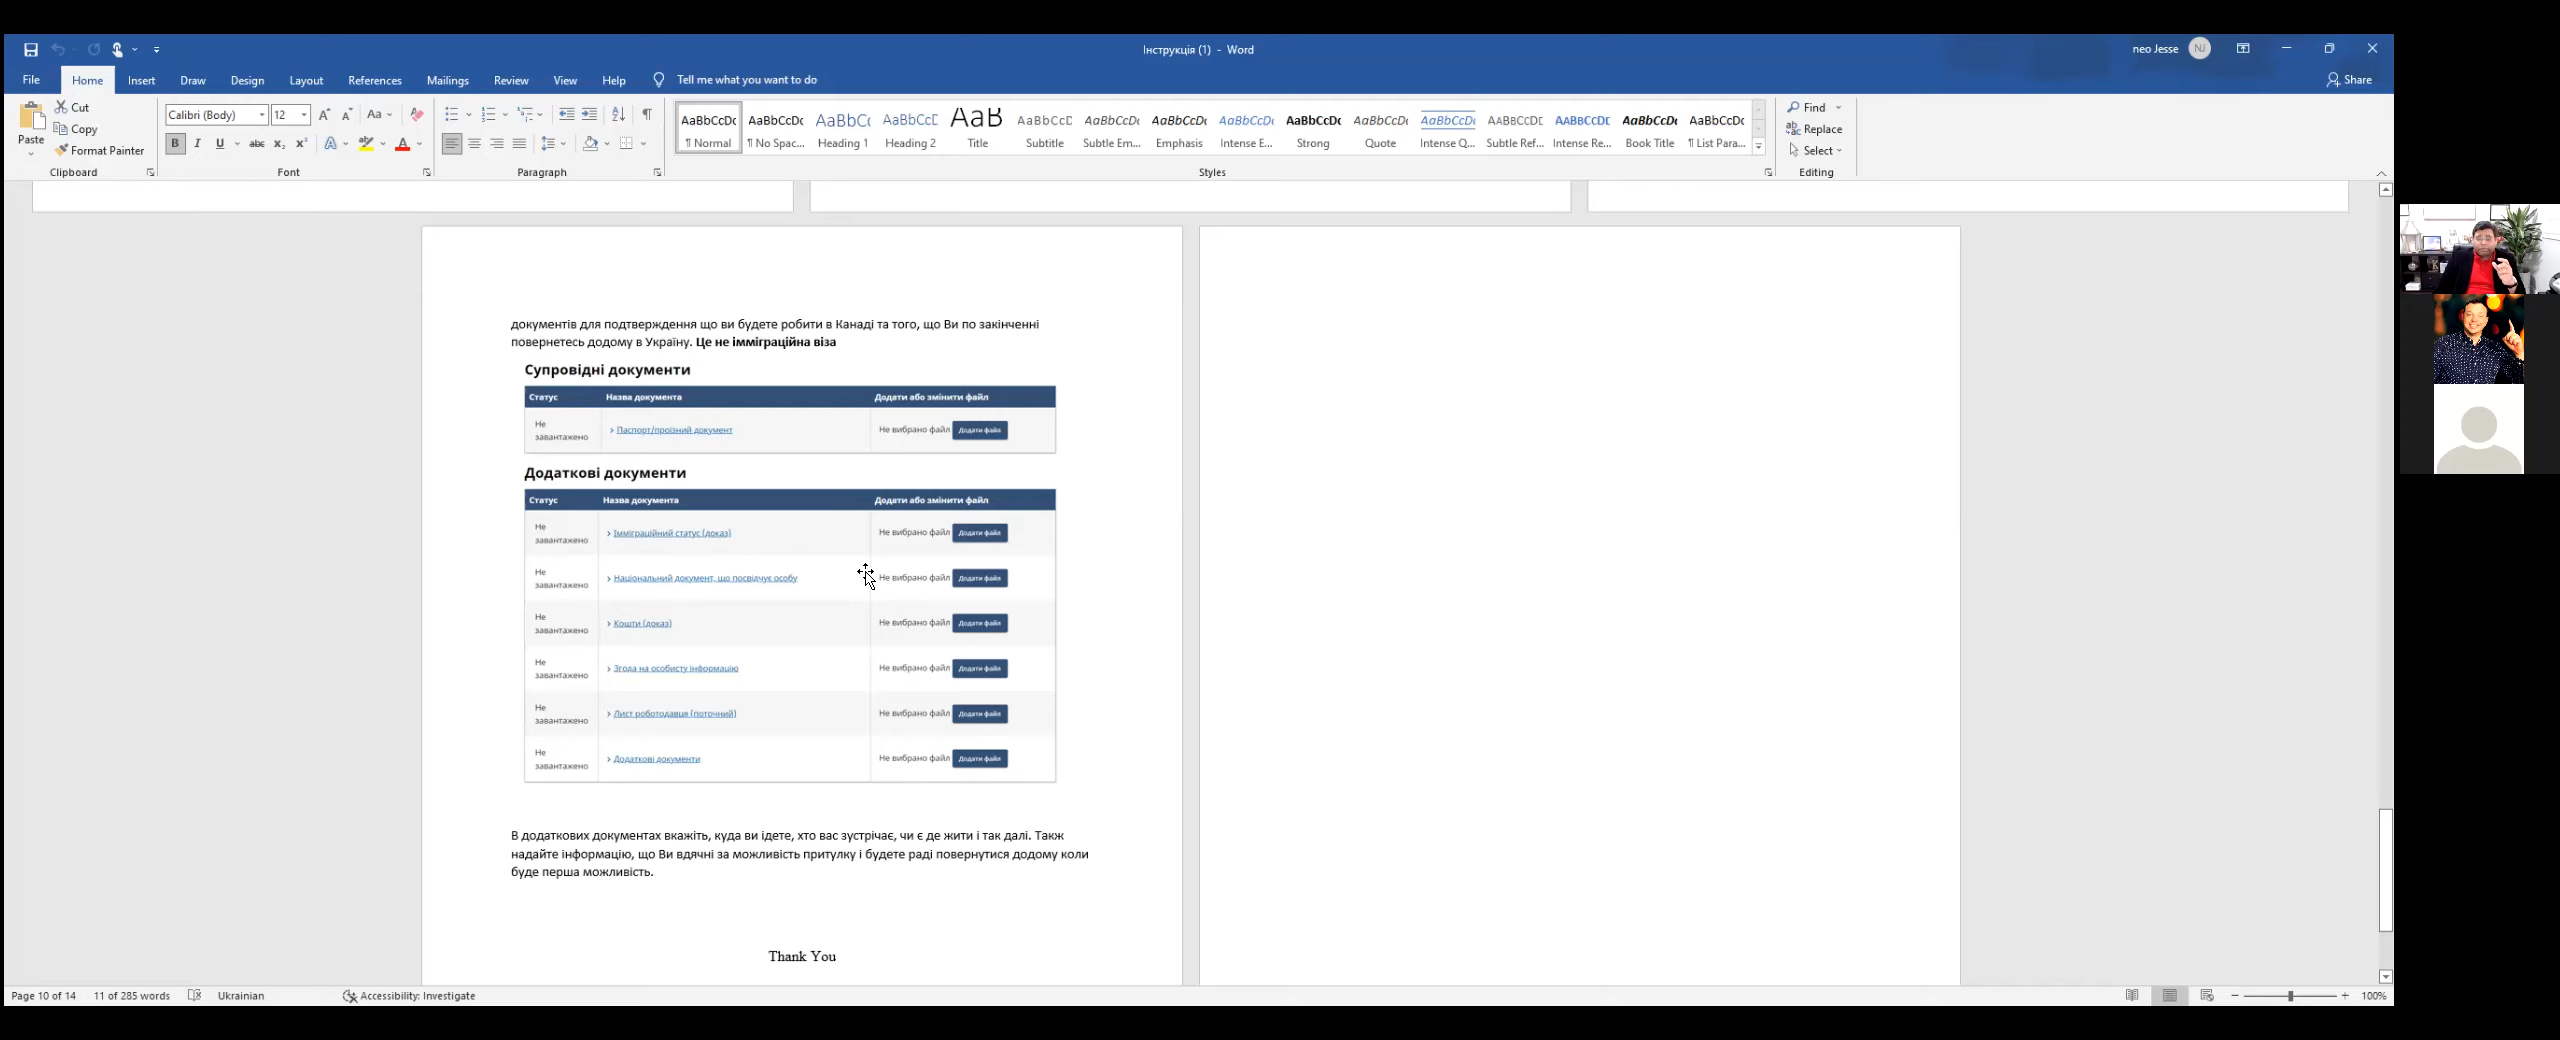 Інструкція (1) - Word
neo Jesse NJ
File Home Insert Draw Design Layout References Mailings Review View Help Tell me what you want to do Share
Paste
Cut
Copy
Format Painter
Clipboard
Calibri (Body) 12
Font
Paragraph
AaBbCcDc AaBbCcDc AaBbC( AaBbCcE AaB AaBbCcD AaBbCcDc AaBbCcDc AaBbCcDc AaBbCcDc AaBbCcDc AaBbCcDc AABBCCDE AABBCCDE AaBbCcDc AaBbCcDc
¶ Normal ¶ No Spac... Heading 1 Heading 2 Title Subtitle Subtle Em... Emphasis Intense E... Strong Quote Intense Q... Subtle Ref... Intense Re... Book Title ¶ List Para...
Styles
Find
Replace
Select
Editing
документів для подтверждення що ви будете робити в Канаді та того, що Ви по закінченні
повернетесь додому в Україну. Це не імміграційна віза
Супровідні документи
Статус Назва документа Додати або змінити файл
Не завантажено Паспорт/проїзний документ Не вибрано файл Додати файл
Додаткові документи
Статус Назва документа Додати або змінити файл
Не завантажено Імміграційний статус (доказ) Не вибрано файл Додати файл
Не завантажено Національний документ, що посвідчує особу Не вибрано файл Додати файл
Не завантажено Кошти (доказ) Не вибрано файл Додати файл
Не завантажено Згода на особисту інформацію Не вибрано файл Додати файл
Не завантажено Лист роботодавця (поточний) Не вибрано файл Додати файл
Не завантажено Додаткові документи Не вибрано файл Додати файл
В додаткових документах вкажіть, куда ви ідете, хто вас зустрічає, чи є де жити і так далі. Такж
надайте інформацію, що Ви вдячні за можливість притулку і будете раді повернутися додому коли
буде перша можливість.
Thank You
Page 10 of 14 11 of 285 words Ukrainian Accessibility: Investigate 100%